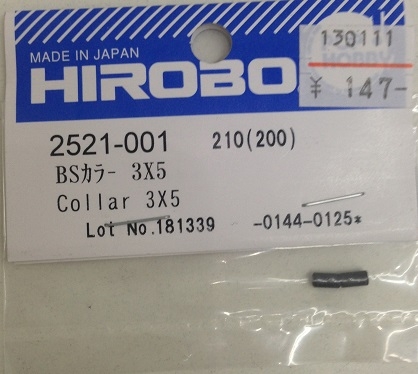 MADE IN JAPAN
HIROBO
130111
HOBBY
¥ 147-
2521-001 210(200)
BSカラー 3X5
Collar 3X5
Lot No.181339 -0144-0125*